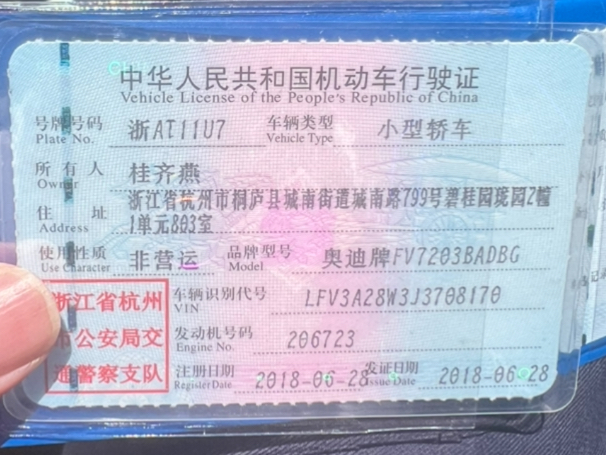 中华人民共和国机动车行驶证
Vehicle License of the People's Republic of China
号牌号码 浙AT11U7 车辆类型 小型轿车
Plate No. Vehicle Type
所有人 桂齐燕
Owner
住址 浙江省杭州市桐庐县城南街道城南路799号碧桂园珑园2幢
Address 1单元803室
使用性质 非营运 品牌型号 奥迪牌FV7203BADBG
Use Character Model
浙江省杭州
市公安局交
通警察支队
车辆识别代号 LFV3A28W3J3708170
VIN
发动机号码 206723
Engine No.
注册日期 2018-06-28 发证日期 2018-06-28
Register Date Issue Date